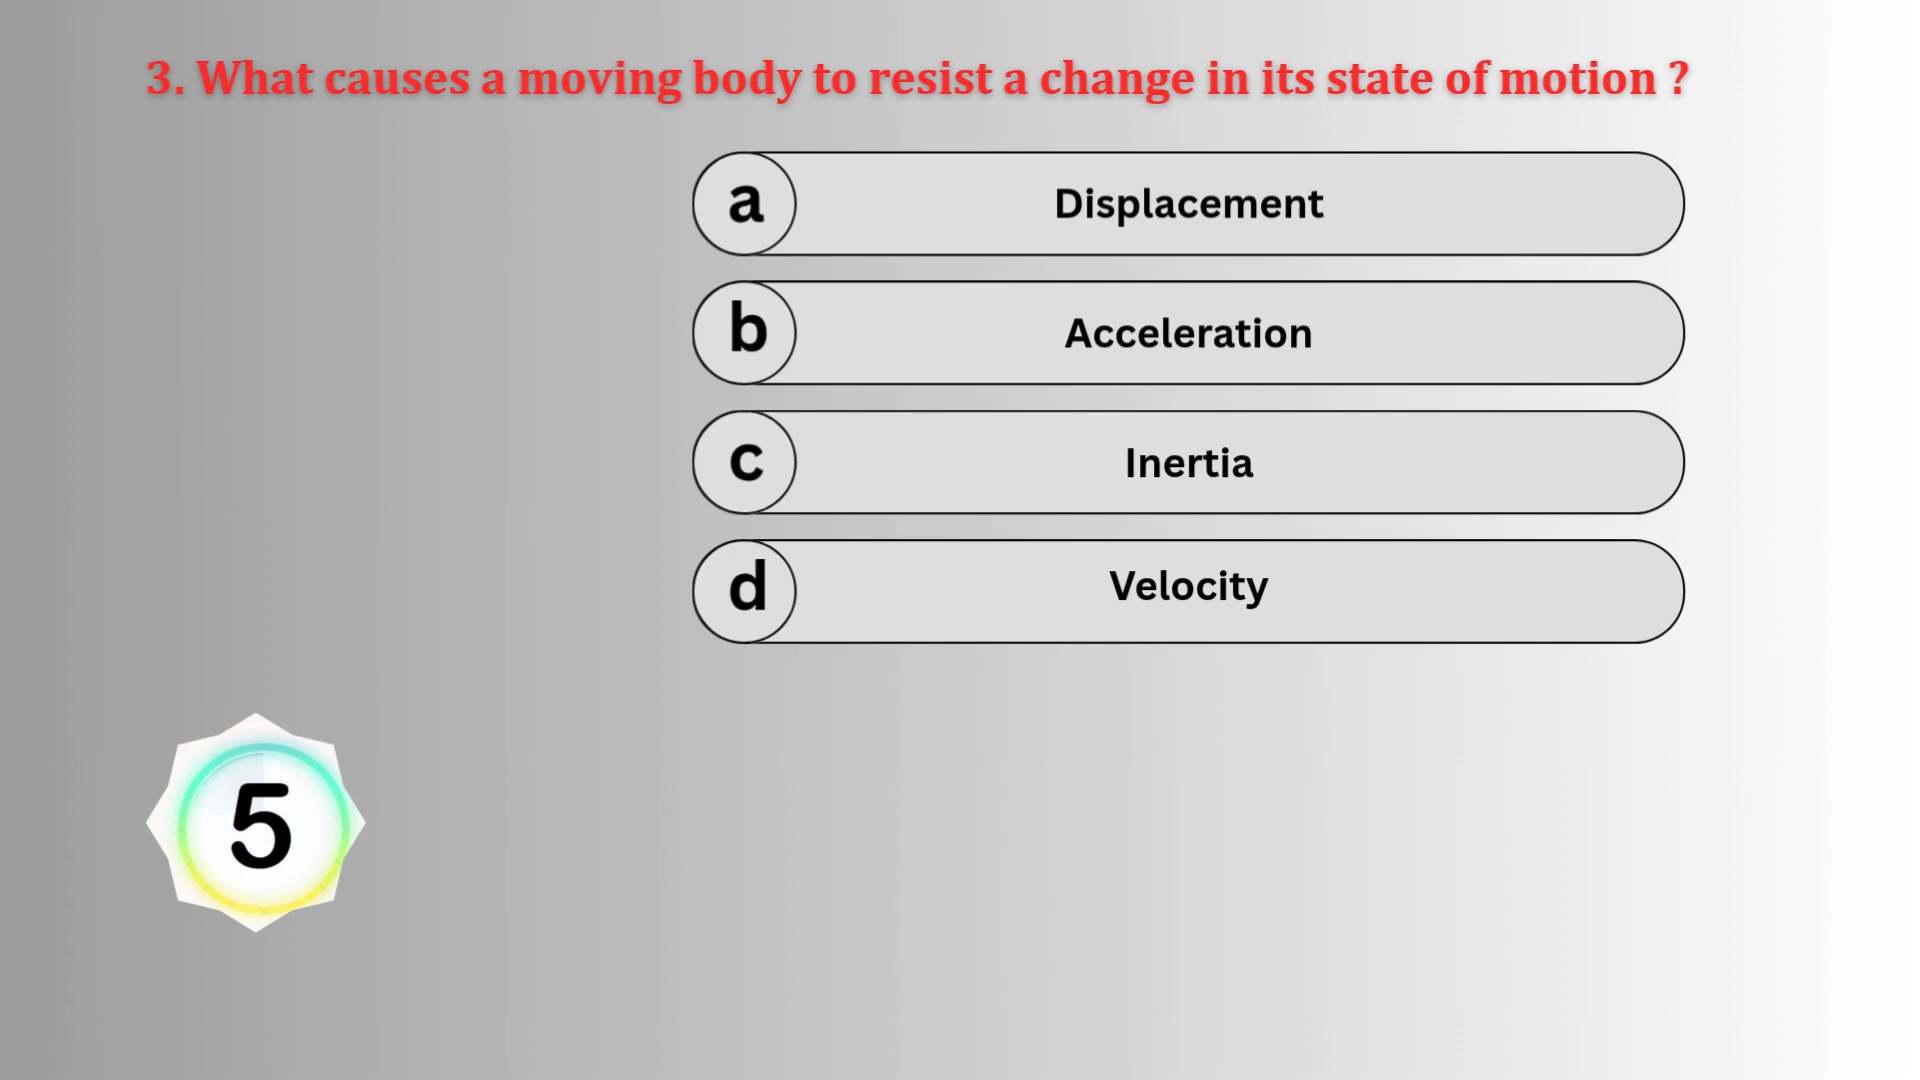 3. What causes a moving body to resist a change in its state of motion ?
a Displacement
b Acceleration
c Inertia
d Velocity
5